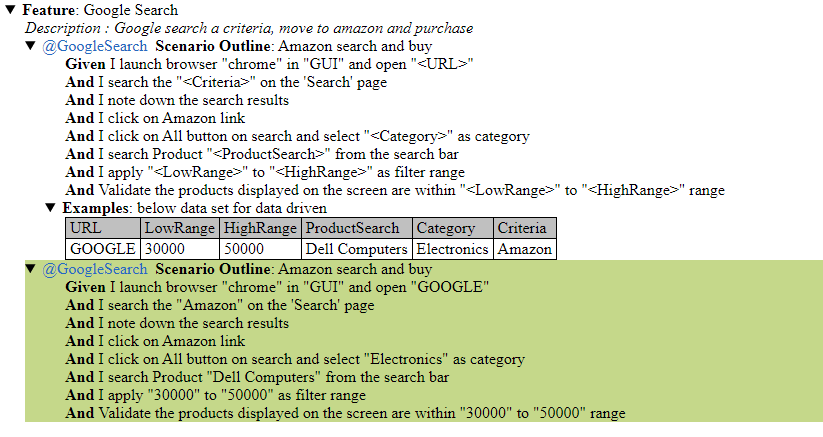 Feature: Google Search
Description : Google search a criteria, move to amazon and purchase
@GoogleSearch Scenario Outline: Amazon search and buy
Given I launch browser "chrome" in "GUI" and open "<URL>"
And I search the "<Criteria>" on the 'Search' page
And I note down the search results
And I click on Amazon link
And I click on All button on search and select "<Category>" as category
And I search Product "<ProductSearch>" from the search bar
And I apply "<LowRange>" to "<HighRange>" as filter range
And Validate the products displayed on the screen are within "<LowRange>" to "<HighRange>" range
Examples: below data set for data driven
URL LowRange HighRange ProductSearch Category Criteria
GOOGLE 30000 50000 Dell Computers Electronics Amazon
@GoogleSearch Scenario Outline: Amazon search and buy
Given I launch browser "chrome" in "GUI" and open "GOOGLE"
And I search the "Amazon" on the 'Search' page
And I note down the search results
And I click on Amazon link
And I click on All button on search and select "Electronics" as category
And I search Product "Dell Computers" from the search bar
And I apply "30000" to "50000" as filter range
And Validate the products displayed on the screen are within "30000" to "50000" range